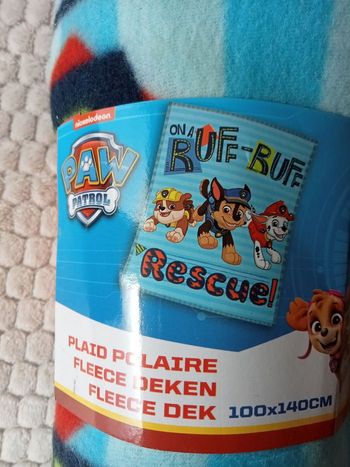 nickelodeon
PAW
PATROL
ON A
RUFF-RUFF
Rescue!
PLAID POLAIRE
FLEECE DEKEN
FLEECE DEK
100x140CM